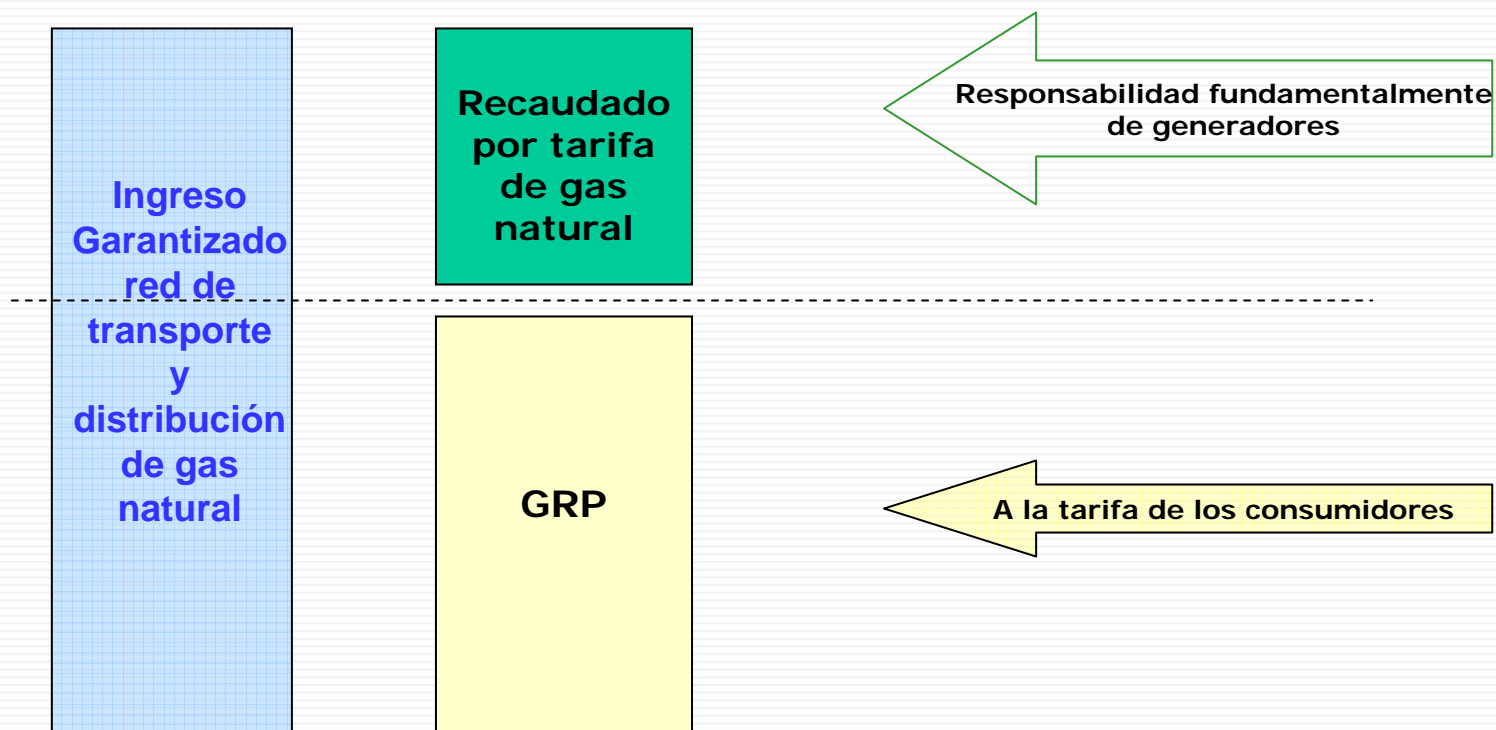 Ingreso
Garantizado
red de
transporte
y
distribución
de gas
natural
Recaudado
por tarifa
de gas
natural
GRP
Responsabilidad fundamentalmente
de generadores
A la tarifa de los consumidores